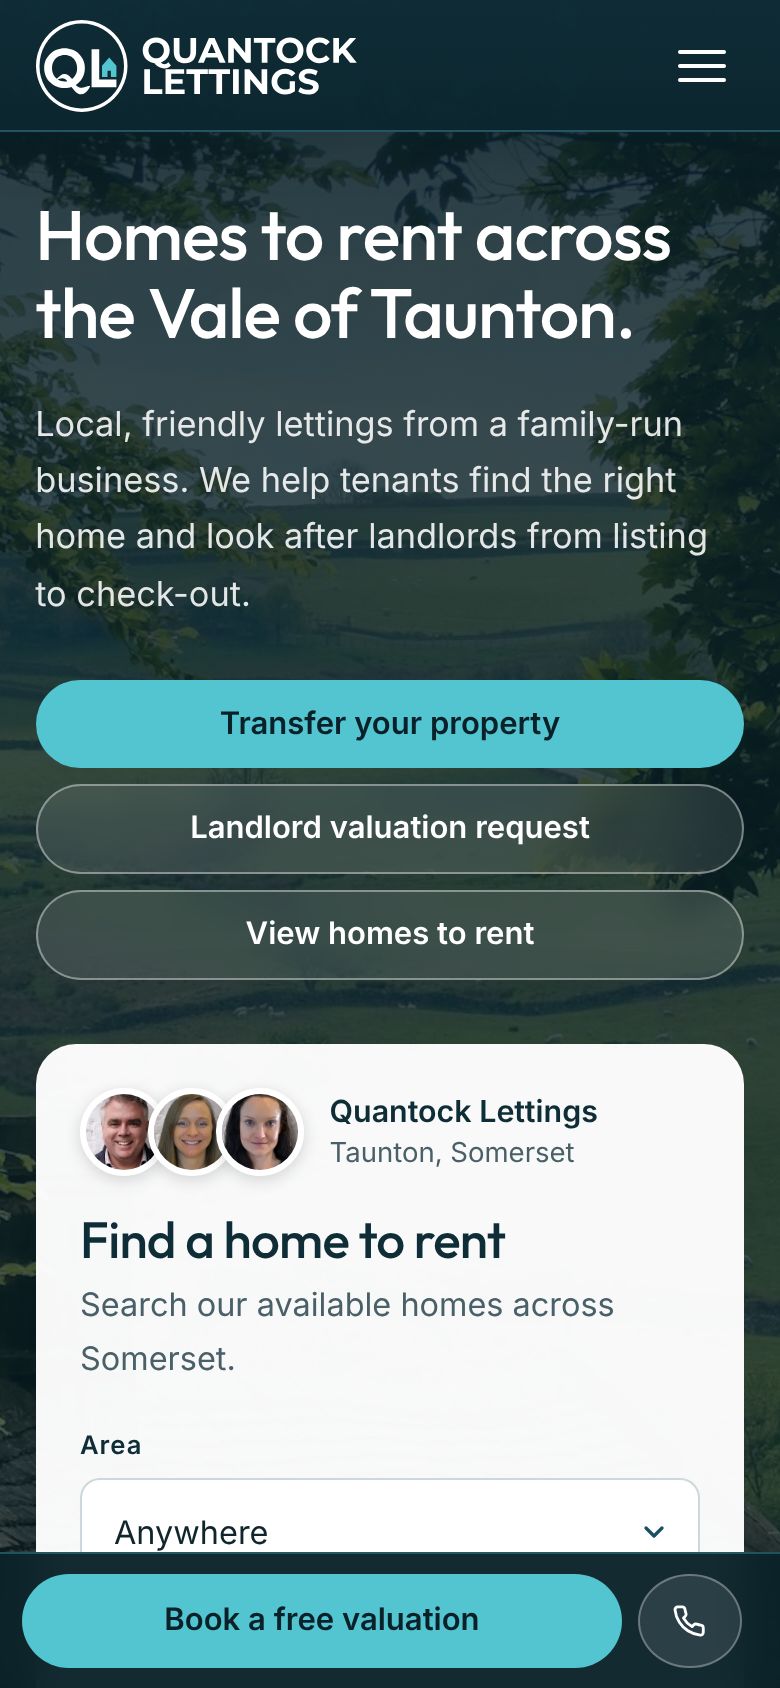 QL
QUANTOCK
LETTINGS
Homes to rent across
the Vale of Taunton.
Local, friendly lettings from a family-run
business. We help tenants find the right
home and look after landlords from listing
to check-out.
Transfer your property
Landlord valuation request
View homes to rent
Quantock Lettings
Taunton, Somerset
Find a home to rent
Search our available homes across
Somerset.
Area
Anywhere
Book a free valuation